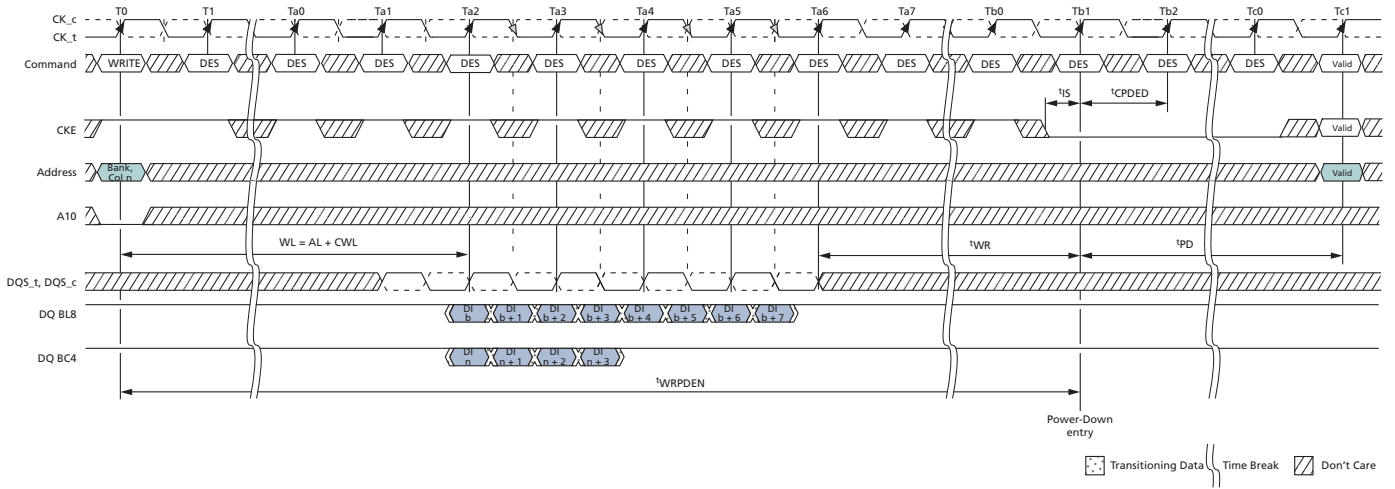 T0 T1 Ta0 Ta1 Ta2 Ta3 Ta4 Ta5 Ta6 Ta7 Tb0 Tb1 Tb2 Tc0 Tc1
CK_c
CK_t
Command WRITE DES DES DES DES DES DES DES DES DES DES DES DES DES Valid
tIS tCPDED
CKE Valid
Address Bank, Col n Valid
A10
WL = AL + CWL tWR tPD
DQS_t, DQS_c
DQ BL8 DI b DI b + 1 DI b + 2 DI b + 3 DI b + 4 DI b + 5 DI b + 6 DI b + 7
DQ BC4 DI n DI n + 1 DI n + 2 DI n + 3
tWRPDEN
Power-Down
entry
Transitioning Data Time Break Don't Care